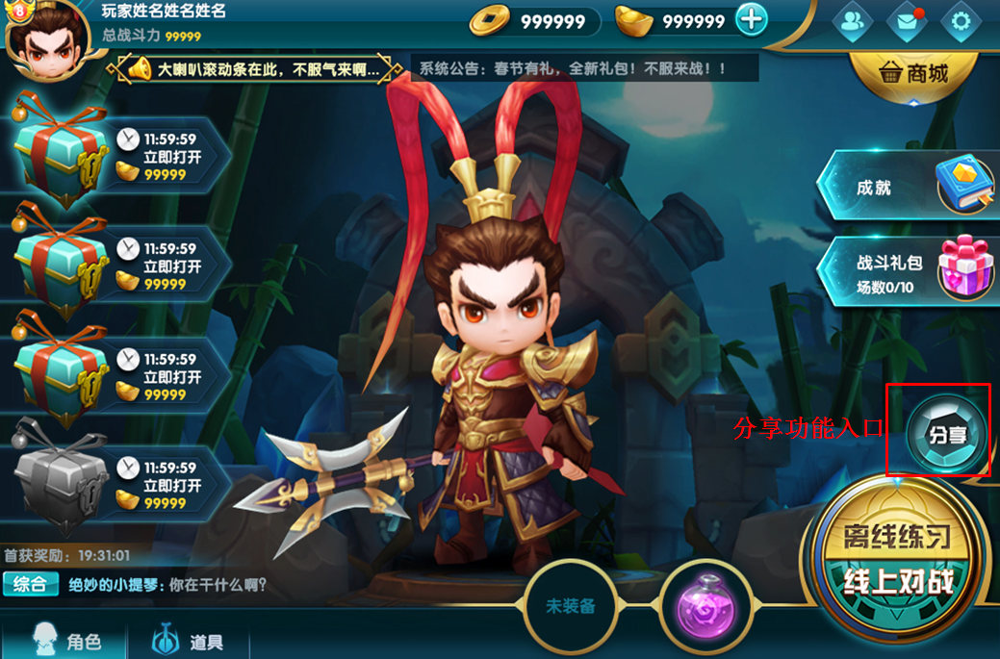 8
玩家姓名姓名姓名
总战斗力 99999
999999
999999
大喇叭滚动条在此，不服气来啊...
系统公告：春节有礼，全新礼包！不服来战！！
商城
11:59:59
立即打开
99999
11:59:59
立即打开
99999
11:59:59
立即打开
99999
11:59:59
立即打开
99999
成就
战斗礼包
场数0/10
分享功能入口
分享
离线练习
线上对战
首获奖励：19:31:01
综合
绝妙的小提琴：你在干什么啊？
未装备
角色
道具